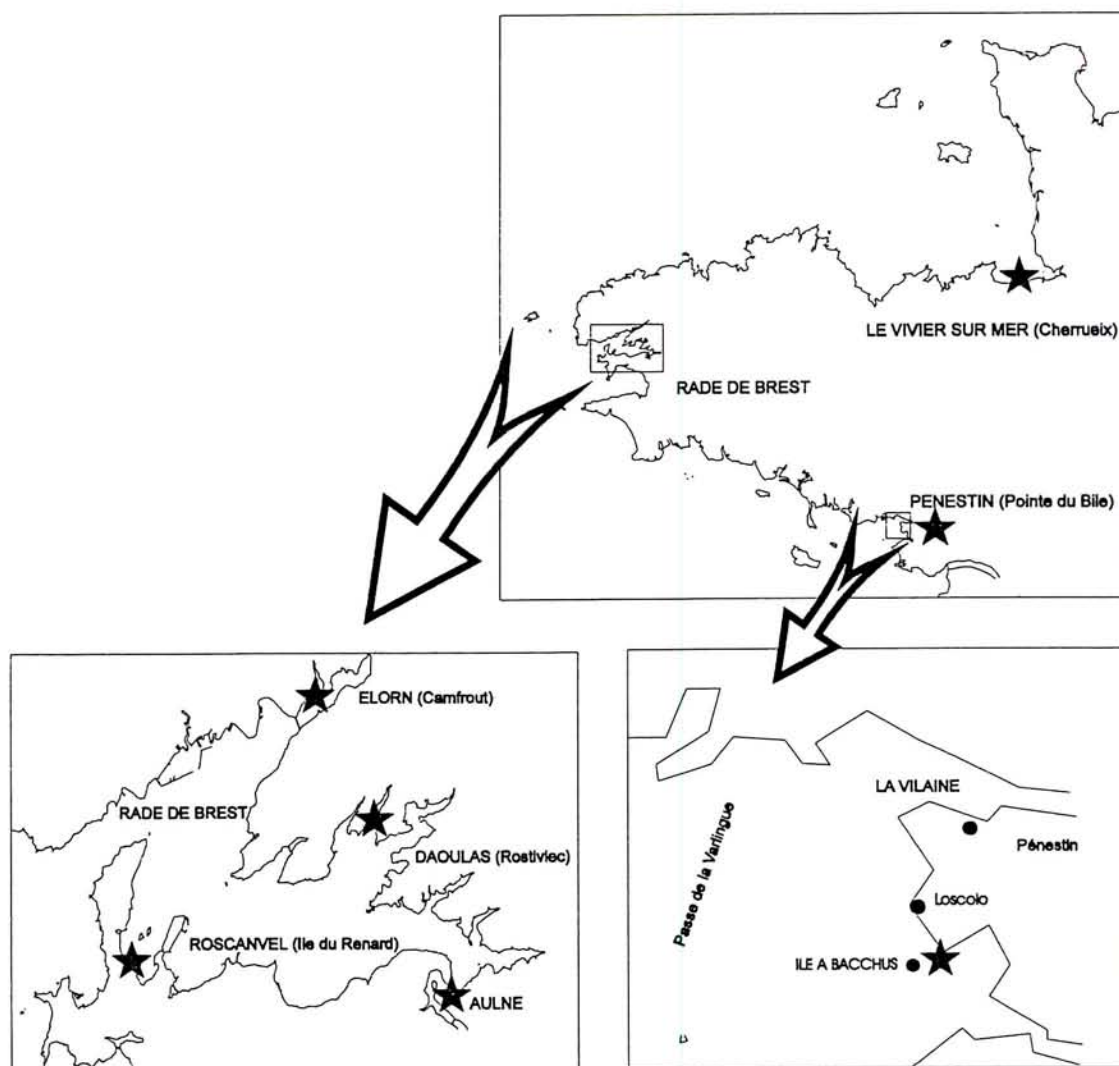 LE VIVIER SUR MER (Cherrueix)
RADE DE BREST
PENESTIN (Pointe du Bile)
ELORN (Camfrout)
RADE DE BREST
DAOULAS (Rostiviec)
ROSCANVEL (Ile du Renard)
AULNE
LA VILAINE
Pénestin
Passe de la Varlingue
Loscolo
ILE A BACCHUS